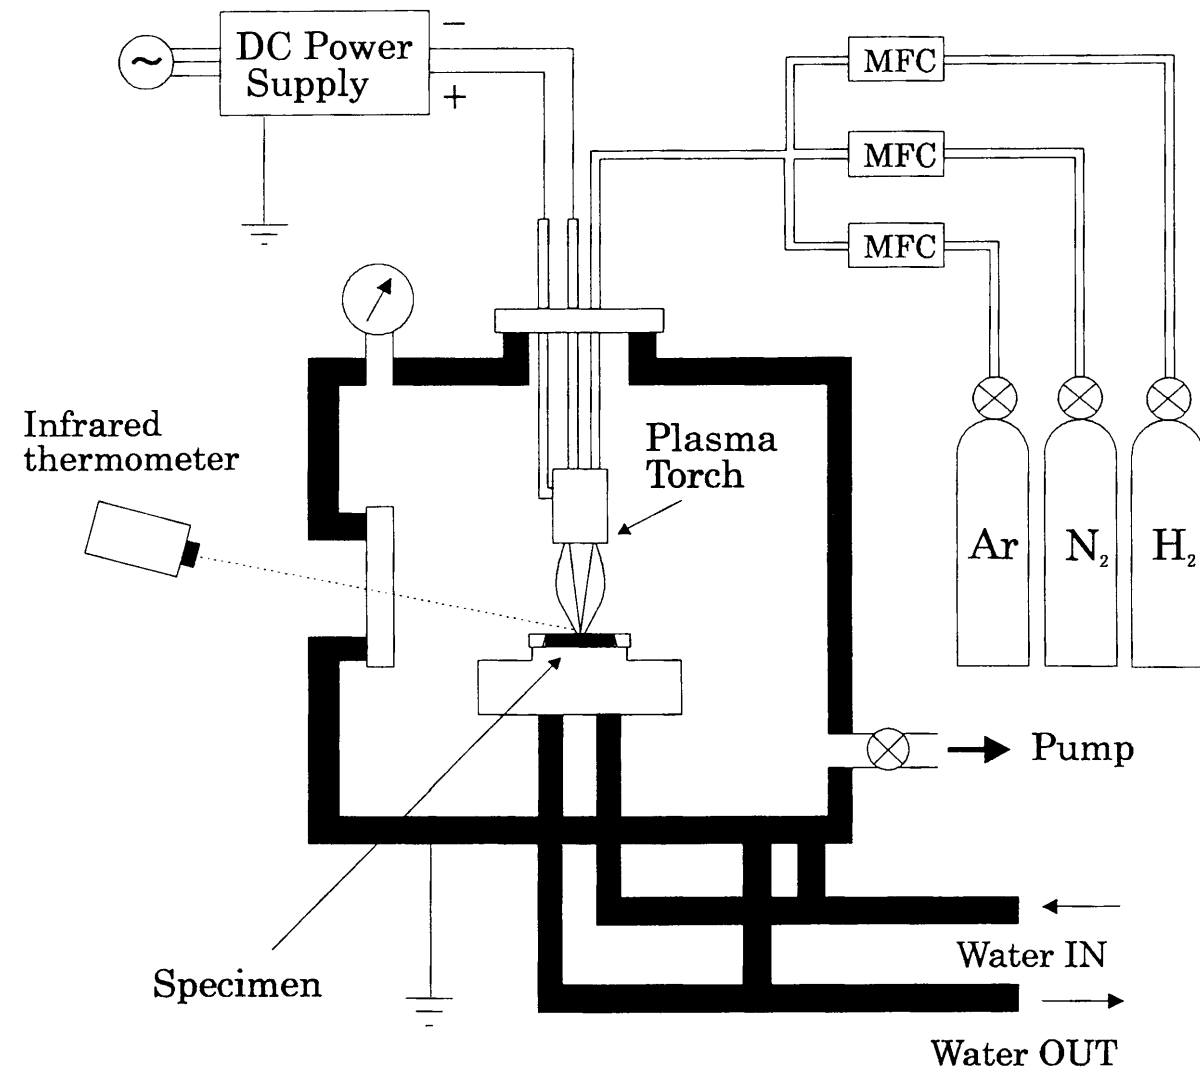 DC Power
Supply
−
+
~
MFC
MFC
MFC
Infrared
thermometer
Plasma
Torch
Ar
N₂
H₂
Pump
Specimen
Water IN
Water OUT